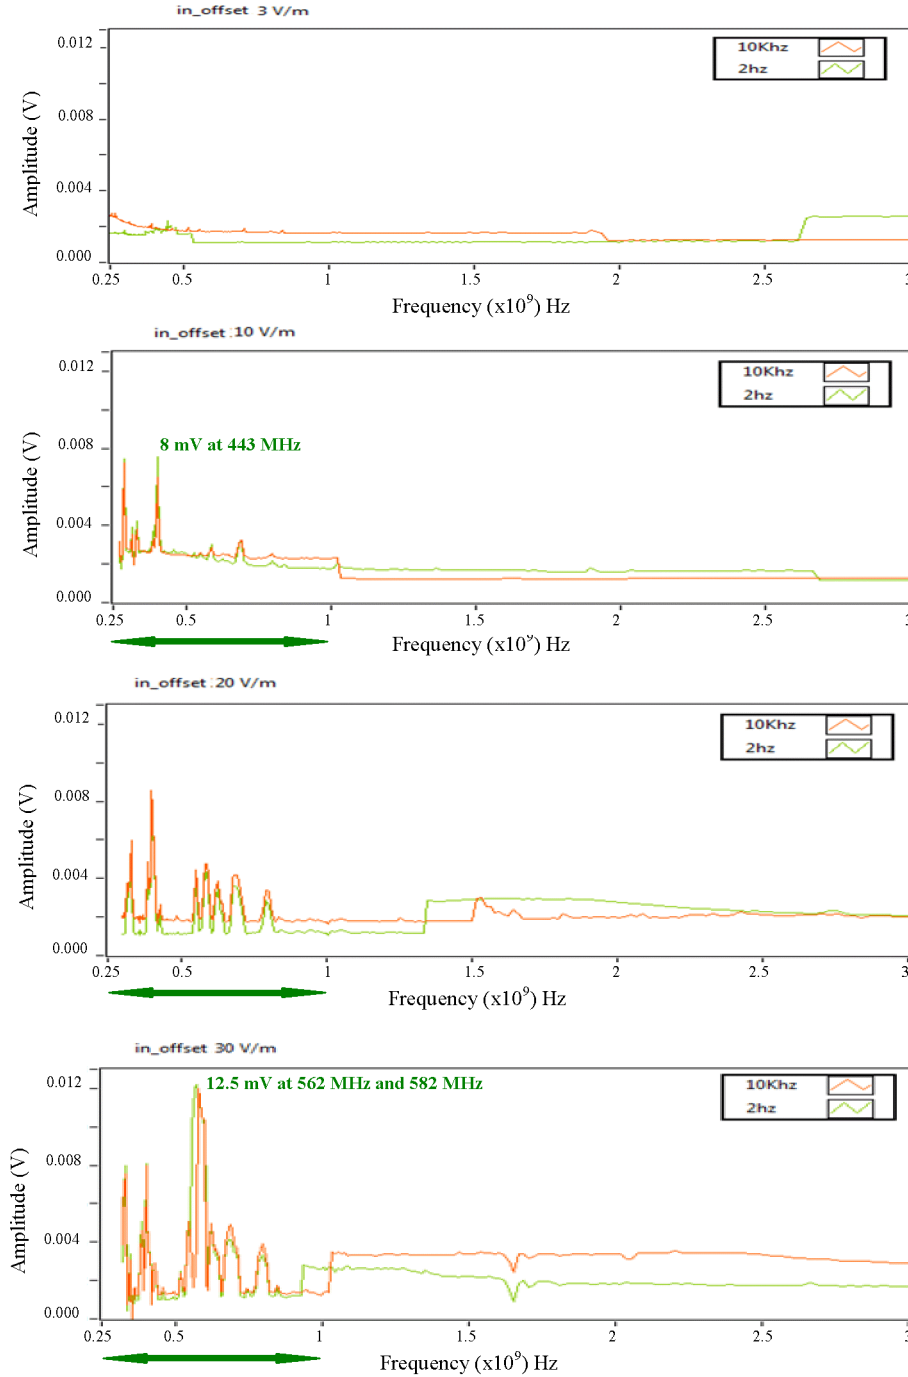 in_offset 3 V/m
0.012
0.008
0.004
0.000
Amplitude (V)
10Khz
2hz
0.25 0.5 1 1.5 2 2.5 3
Frequency (x10⁹) Hz
in_offset :10 V/m
0.012
0.008
0.004
0.000
Amplitude (V)
10Khz
2hz
8 mV at 443 MHz
0.25 0.5 1 1.5 2 2.5 3
Frequency (x10⁹) Hz
in_offset :20 V/m
0.012
0.008
0.004
0.000
Amplitude (V)
10Khz
2hz
0.25 0.5 1 1.5 2 2.5 3
Frequency (x10⁹) Hz
in_offset 30 V/m
0.012
0.008
0.004
0.000
Amplitude (V)
12.5 mV at 562 MHz and 582 MHz
10Khz
2hz
0.25 0.5 1 1.5 2 2.5 3
Frequency (x10⁹) Hz